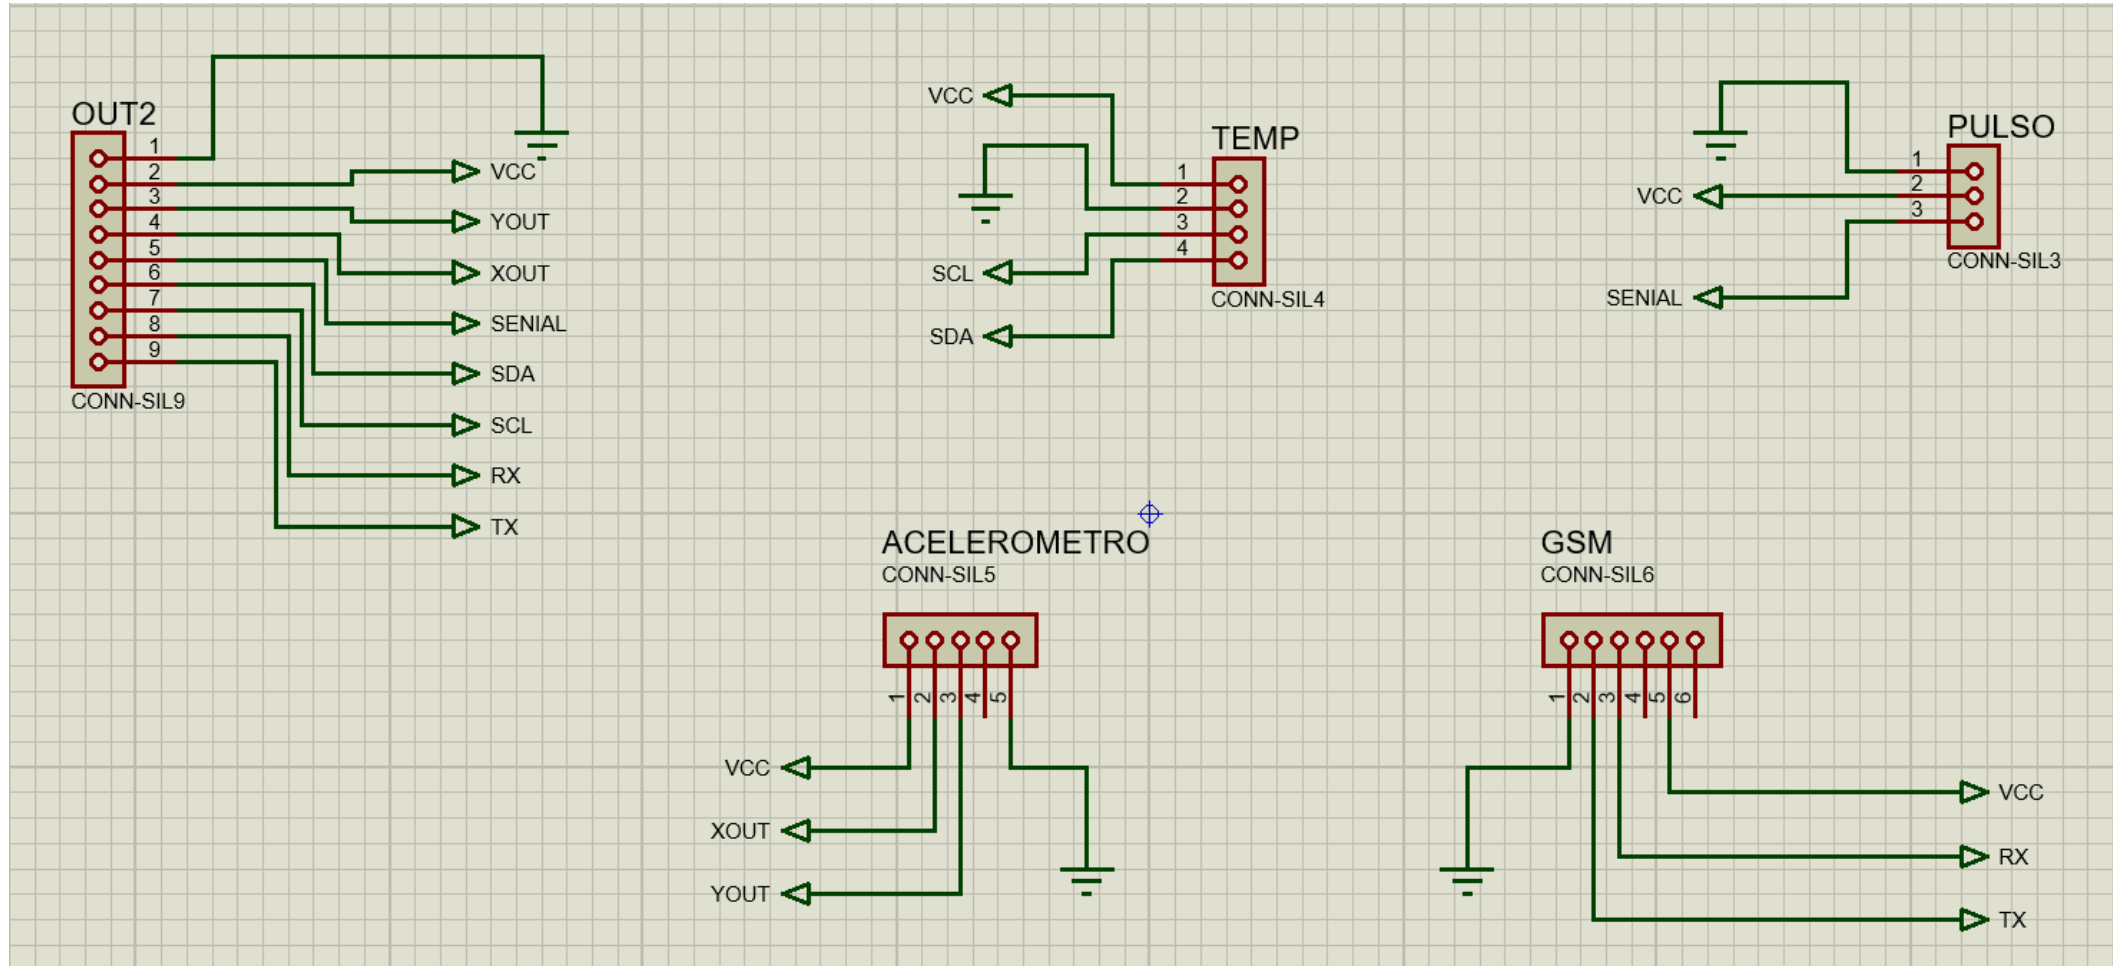 OUT2
1
2
3
4
5
6
7
8
9
CONN-SIL9
VCC
YOUT
XOUT
SENIAL
SDA
SCL
RX
TX
TEMP
1
2
3
4
CONN-SIL4
VCC
SCL
SDA
PULSO
1
2
3
CONN-SIL3
VCC
SENIAL
ACELEROMETRO
CONN-SIL5
1
2
3
4
5
VCC
XOUT
YOUT
GSM
CONN-SIL6
1
2
3
4
5
6
VCC
RX
TX